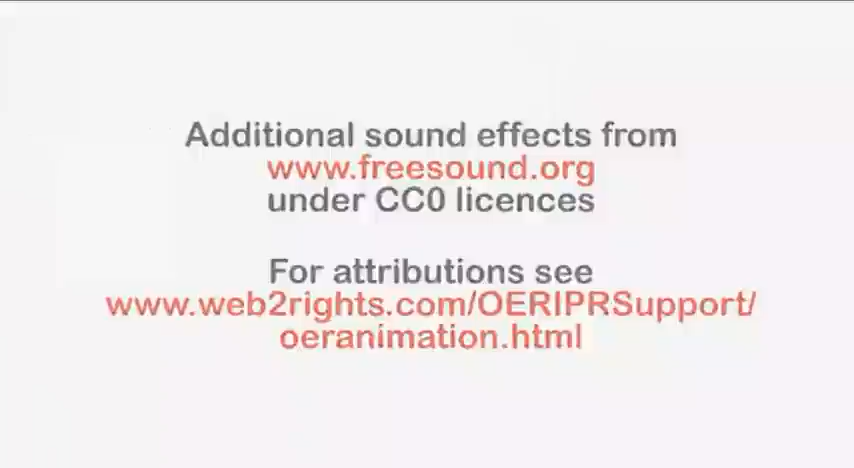 Additional sound effects from
www.freesound.org
under CC0 licences
For attributions see
www.web2rights.com/OERIPRSupport/
oeranimation.html